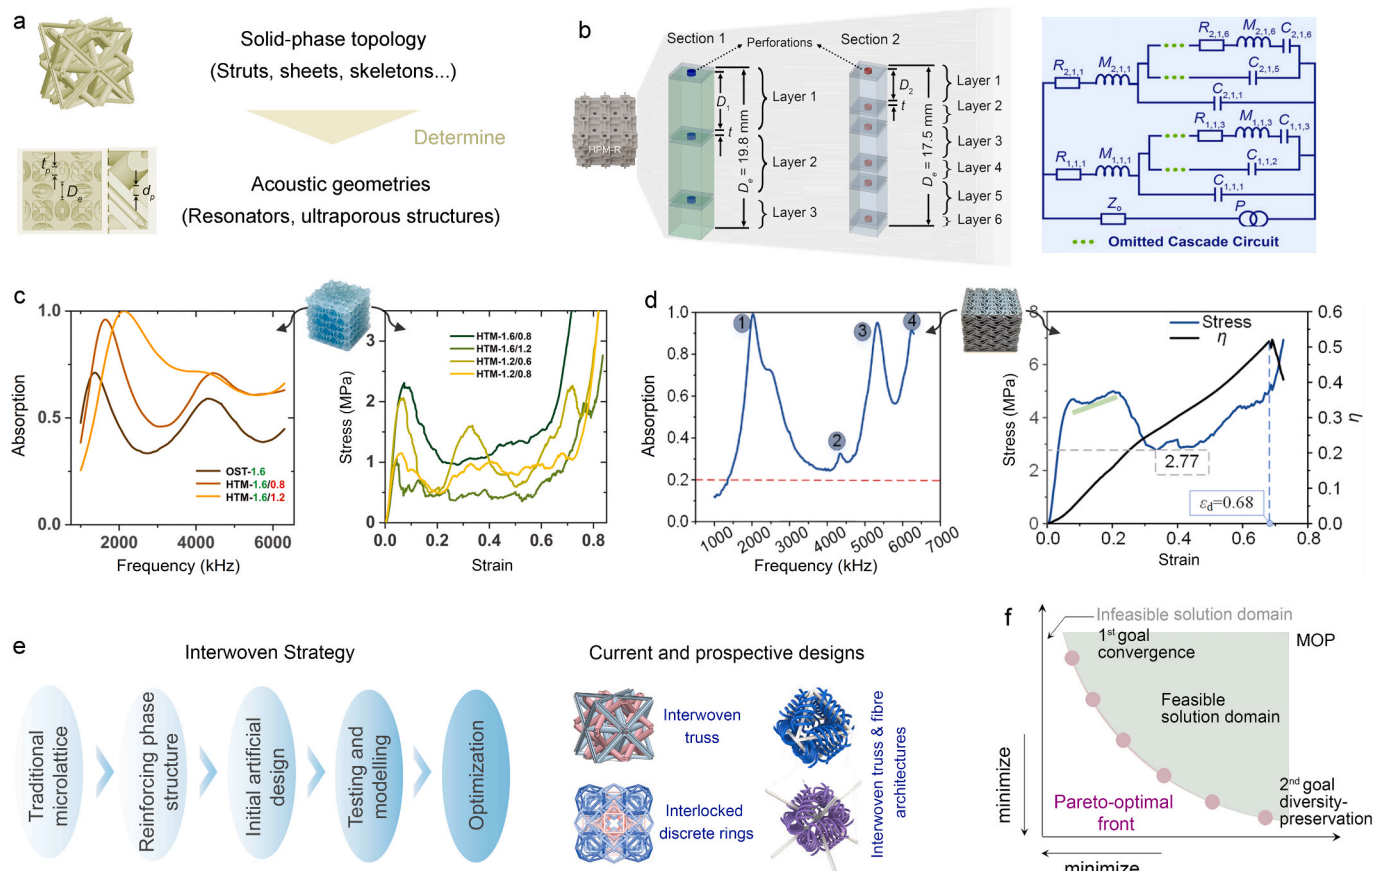 a
Solid-phase topology
(Struts, sheets, skeletons...)
Determine
Acoustic geometries
(Resonators, ultraporous structures)
tp
De
dp
b
HPM-R
Section 1
Perforations
Section 2
D1
t
De = 19.8 mm
Layer 1
Layer 2
Layer 3
D2
t
De = 17.5 mm
Layer 1
Layer 2
Layer 3
Layer 4
Layer 5
Layer 6
R2,1,6
M2,1,6
C2,1,6
R2,1,1
M2,1,1
C2,1,5
C2,1,1
R1,1,3
M1,1,3
C1,1,3
R1,1,1
M1,1,1
C1,1,2
C1,1,1
Zo
P
Omitted Cascade Circuit
c
Absorption
1.0
0.5
0.0
OST-1.6
HTM-1.6/0.8
HTM-1.6/1.2
2000
4000
6000
Frequency (kHz)
Stress (MPa)
3
2
1
0
HTM-1.6/0.8
HTM-1.6/1.2
HTM-1.2/0.6
HTM-1.2/0.8
0.0
0.2
0.4
0.6
0.8
Strain
d
Absorption
1.0
0.8
0.6
0.4
0.2
0.0
1
2
3
4
1000
2000
3000
4000
5000
6000
7000
Frequency (kHz)
Stress (MPa)
8
6
4
2
0
Stress
η
2.77
εd=0.68
0.0
0.2
0.4
0.6
0.8
Strain
0.6
0.5
0.4
0.3
0.2
0.1
0.0
η
e
Interwoven Strategy
Traditional
microlattice
Reinforcing phase
structure
Initial artificial
design
Testing and
modelling
Optimization
Current and prospective designs
Interwoven
truss
Interlocked
discrete rings
Interwoven truss & fibre
architectures
f
Infeasible solution domain
1st goal
convergence
MOP
Feasible
solution domain
Pareto-optimal
front
2nd goal
diversity-
preservation
minimize
minimize